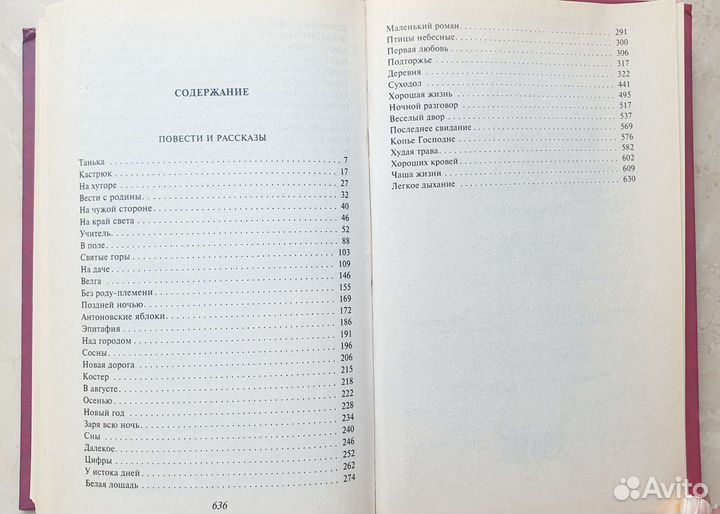 СОДЕРЖАНИЕ
ПОВЕСТИ И РАССКАЗЫ
Танька 7
Кастрюк 17
На хуторе 27
Вести с родины 32
На чужой стороне 40
На край света 46
Учитель 52
В поле 88
Святые горы 103
На даче 109
Велга 146
Без роду-племени 155
Поздней ночью 169
Антоновские яблоки 172
Эпитафия 186
Над городом 191
Сосны 196
Новая дорога 206
Костер 215
В августе 218
Осенью 222
Новый год 228
Заря всю ночь 234
Сны 240
Далекое 246
Цифры 252
У истока дней 262
Белая лошадь 274
636
Маленький роман 291
Птицы небесные 300
Первая любовь 306
Подторжье 317
Деревня 322
Суходол 441
Хорошая жизнь 495
Ночной разговор 517
Веселый двор 537
Последнее свидание 569
Копье Господне 576
Худая трава 582
Хороших кровей 602
Чаша жизни 609
Легкое дыхание 630
Avito